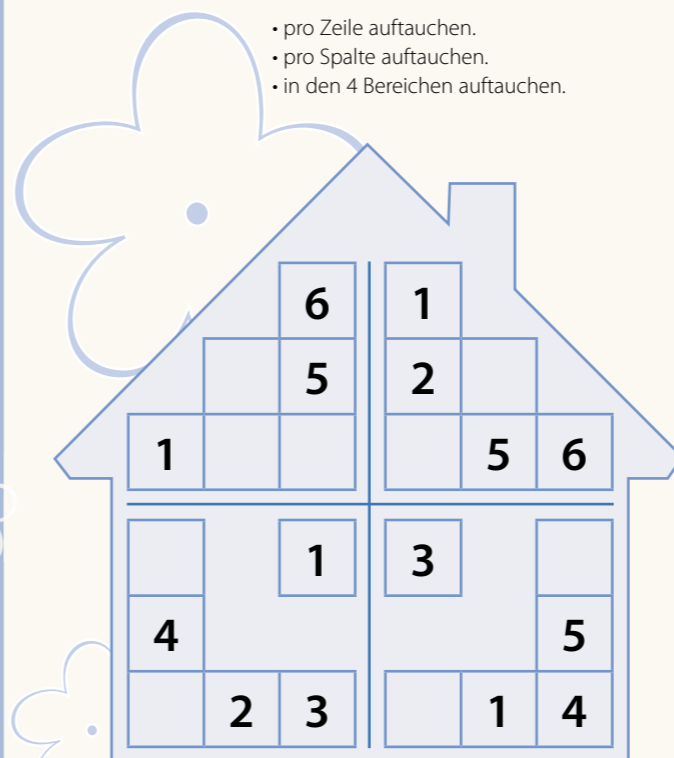 • pro Zeile auftauchen.
• pro Spalte auftauchen.
• in den 4 Bereichen auftauchen.
6 1
5 2
1 5 6
1 3
4 5
2 3 1 4